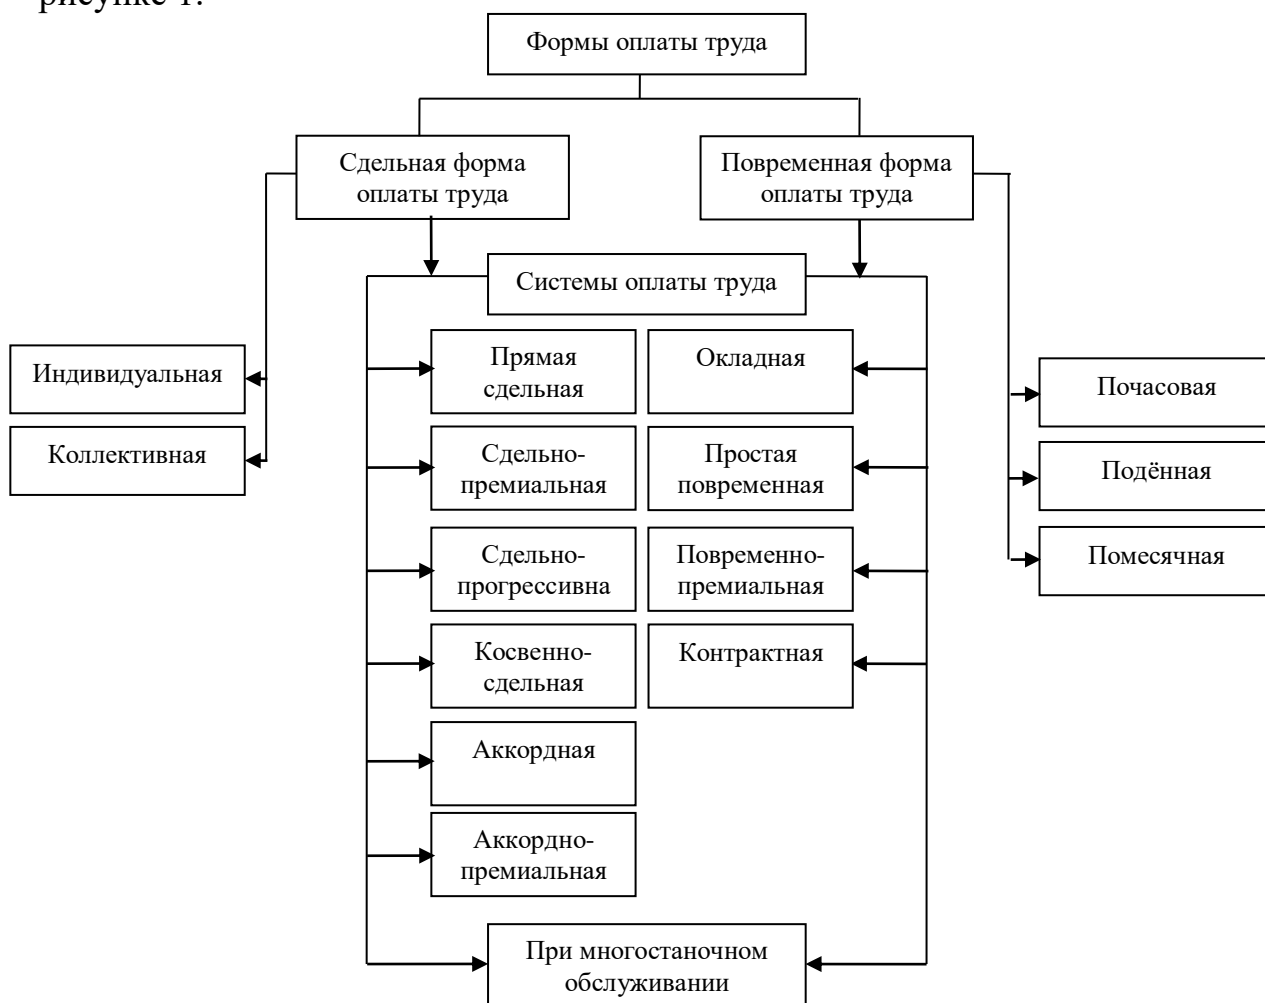 рисунке 1.
Формы оплаты труда
Сдельная форма
оплаты труда
Повременная форма
оплаты труда
Системы оплаты труда
Индивидуальная
Коллективная
Прямая
сдельная
Окладная
Сдельно-
премиальная
Простая
повременная
Сдельно-
прогрессивна
Повременно-
премиальная
Косвенно-
сдельная
Контрактная
Аккордная
Аккордно-
премиальная
Почасовая
Подённая
Помесячная
При многостаночном
обслуживании